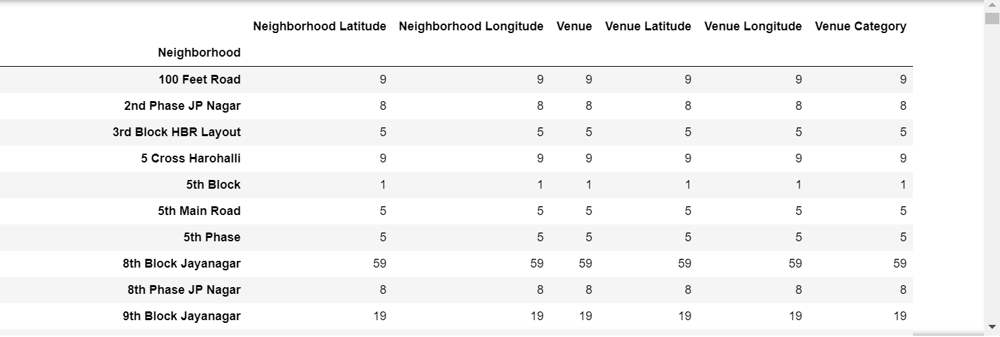 Neighborhood Latitude Neighborhood Longitude Venue Venue Latitude Venue Longitude Venue Category
Neighborhood
100 Feet Road 9 9 9 9 9 9
2nd Phase JP Nagar 8 8 8 8 8 8
3rd Block HBR Layout 5 5 5 5 5 5
5 Cross Harohalli 9 9 9 9 9 9
5th Block 1 1 1 1 1 1
5th Main Road 5 5 5 5 5 5
5th Phase 5 5 5 5 5 5
8th Block Jayanagar 59 59 59 59 59 59
8th Phase JP Nagar 8 8 8 8 8 8
9th Block Jayanagar 19 19 19 19 19 19